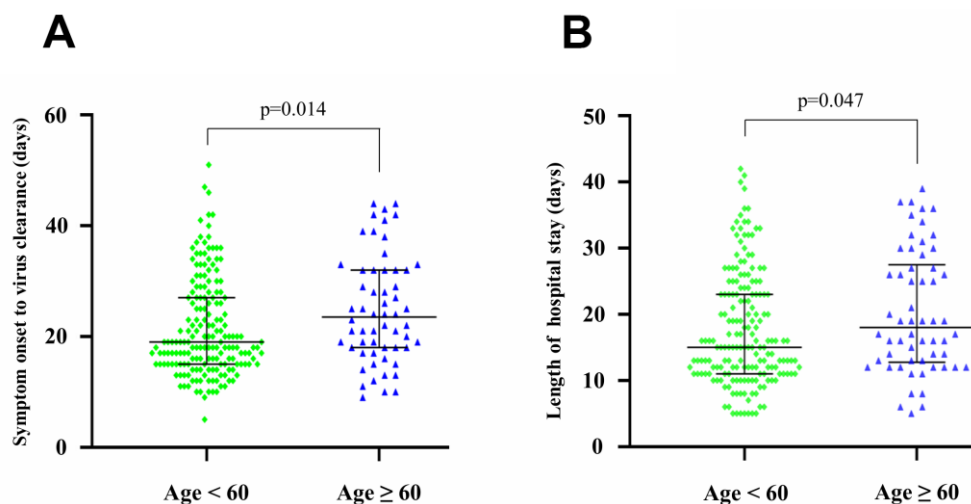 A
Symptom onset to virus clearance (days)
60
40
20
0
p=0.014
Age < 60
Age ≥ 60
B
Length of hospital stay (days)
50
40
30
20
10
0
p=0.047
Age < 60
Age ≥ 60